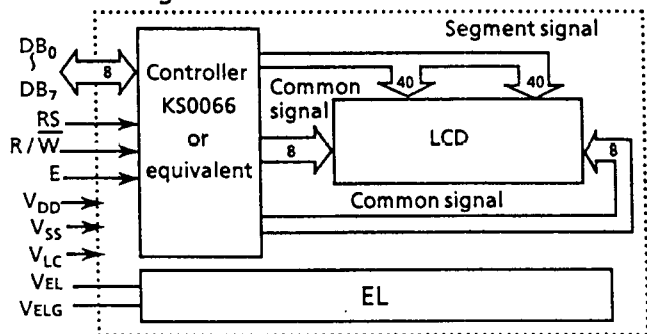 Segment signal
DB0
DB7
8
Controller
KS0066
or
equivalent
Common
signal
40
40
LCD
RS
R / W̅
E
8
8
Common signal
VDD
VSS
VLC
VEL
VELG
EL